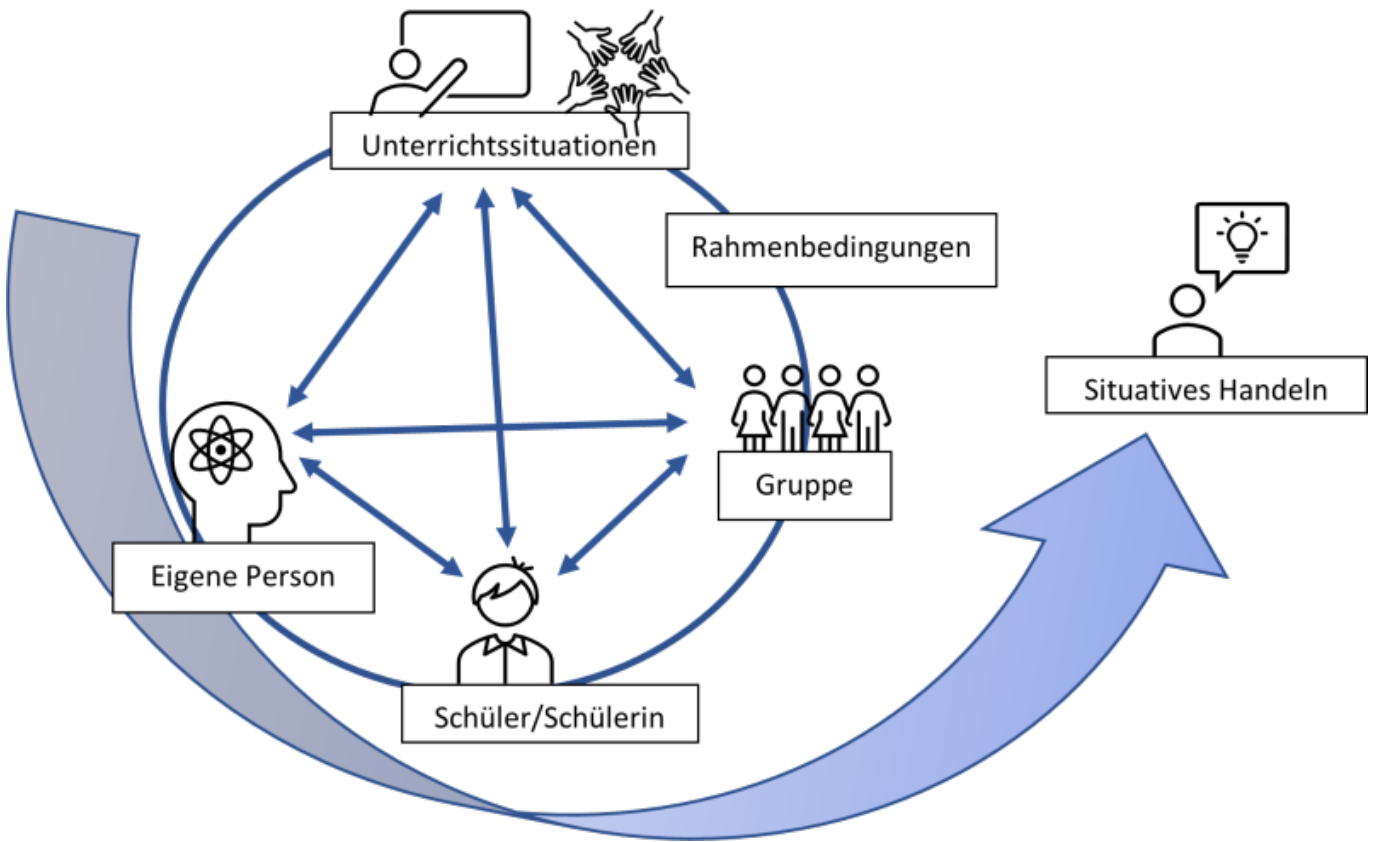 Unterrichtssituationen
Rahmenbedingungen
Situatives Handeln
Gruppe
Eigene Person
Schüler/Schülerin